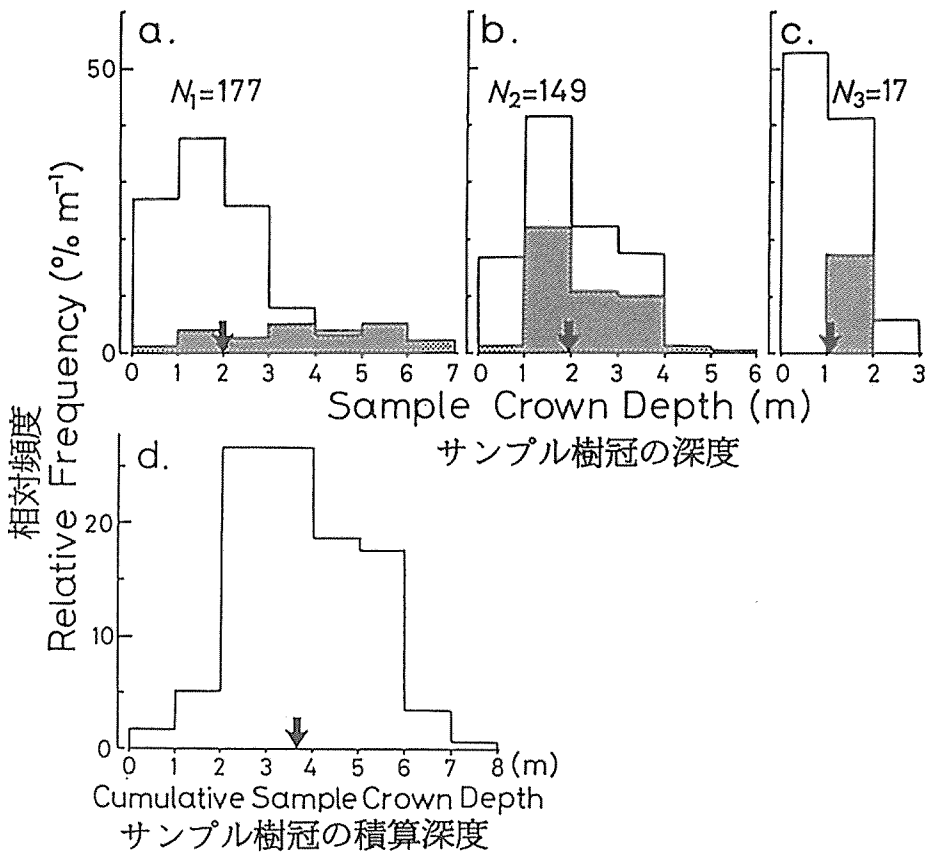 a.
b.
c.
50
N₁=177
N₂=149
N₃=17
0
0 1 2 3 4 5 6 7
0 1 2 3 4 5 6
0 1 2 3
Sample Crown Depth (m)
サンプル樹冠の深度
相対頻度
Relative Frequency (% m⁻¹)
d.
20
10
0
0 1 2 3 4 5 6 7 8 (m)
Cumulative Sample Crown Depth
サンプル樹冠の積算深度